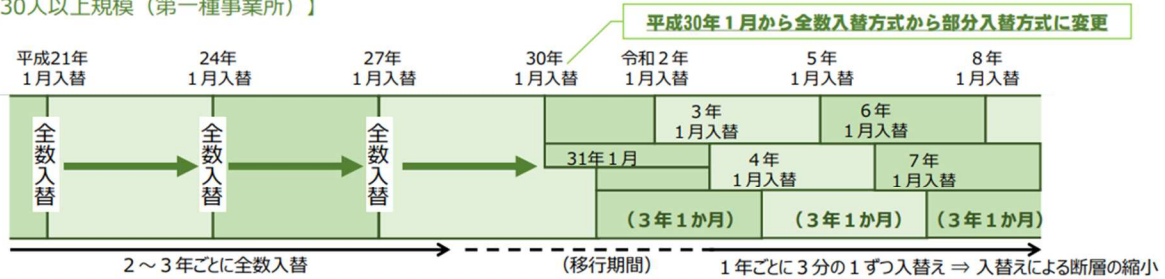 30人以上規模（第一種事業所）】
平成30年１月から全数入替方式から部分入替方式に変更
平成21年
１月入替
24年
１月入替
27年
１月入替
30年
１月入替
令和２年
１月入替
５年
１月入替
８年
１月入替
全数入替
全数入替
全数入替
３年
１月入替
６年
１月入替
31年１月
４年
１月入替
７年
１月入替
（３年１か月）
（３年１か月）
（３年１か月）
２～３年ごとに全数入替
（移行期間）
１年ごとに３分の１ずつ入替え ⇒ 入替えによる断層の縮小